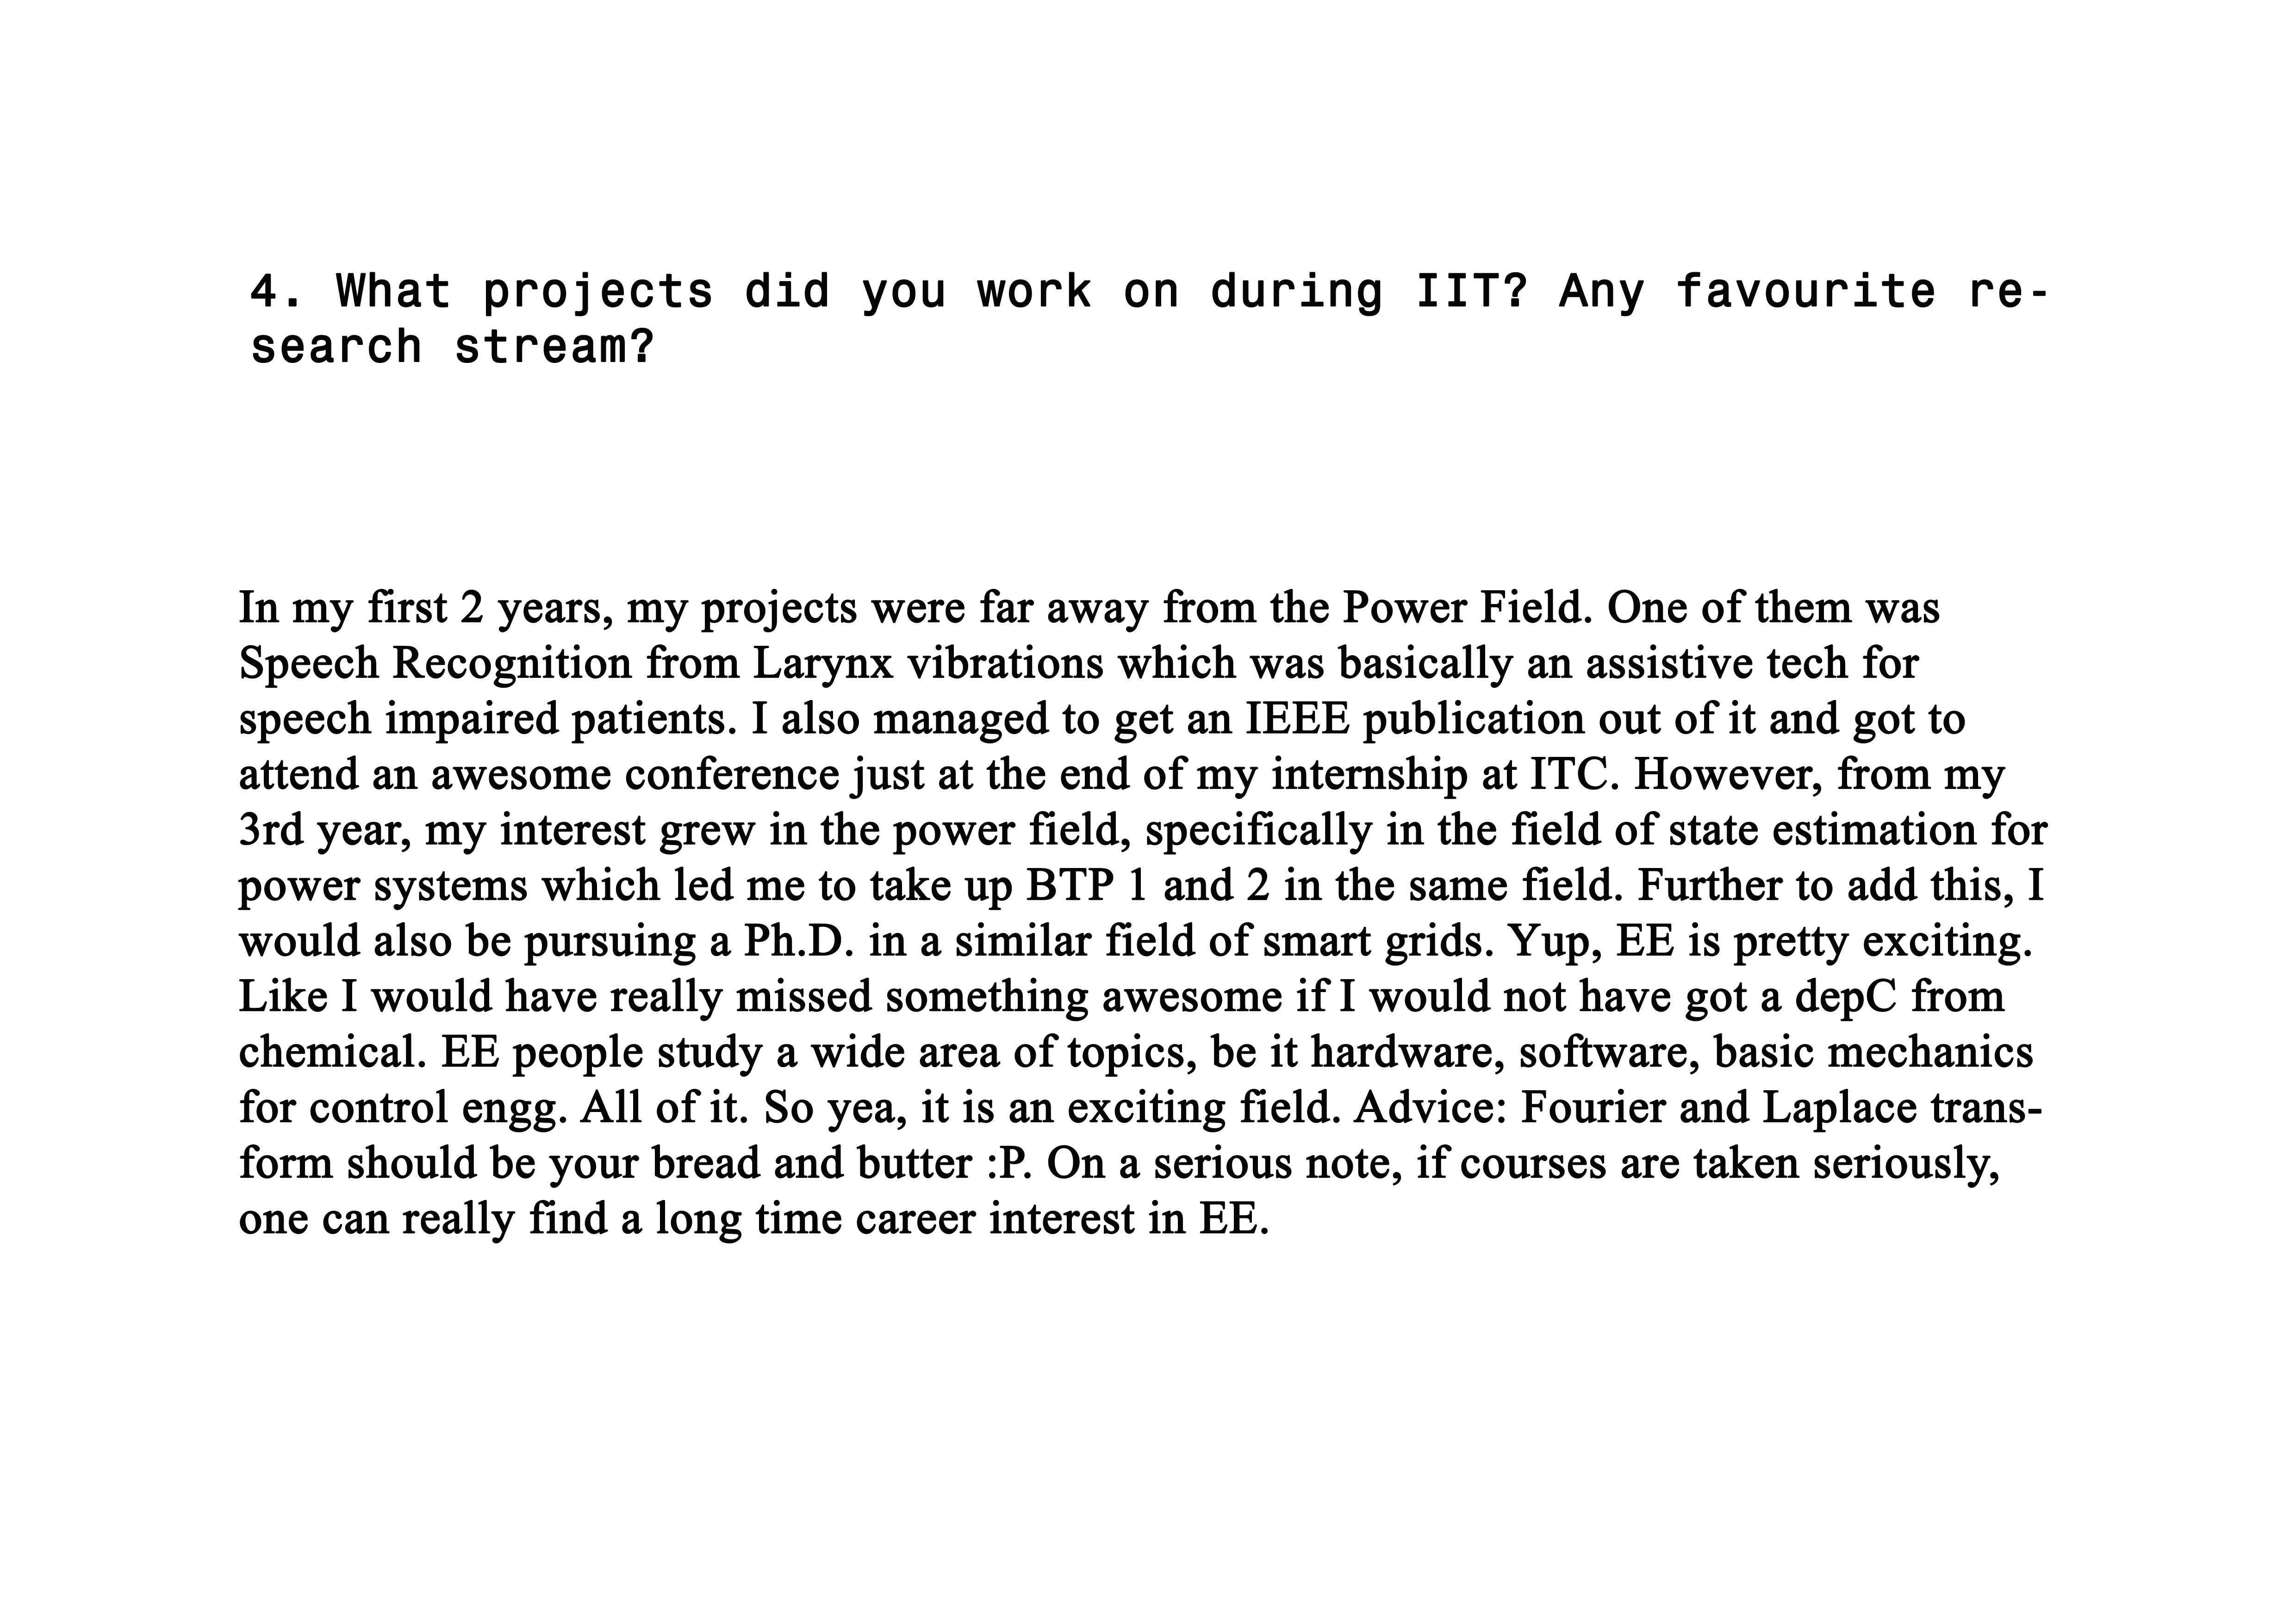 4. What projects did you work on during IIT? Any favourite re-
search stream?
In my first 2 years, my projects were far away from the Power Field. One of them was
Speech Recognition from Larynx vibrations which was basically an assistive tech for
speech impaired patients. I also managed to get an IEEE publication out of it and got to
attend an awesome conference just at the end of my internship at ITC. However, from my
3rd year, my interest grew in the power field, specifically in the field of state estimation for
power systems which led me to take up BTP 1 and 2 in the same field. Further to add this, I
would also be pursuing a Ph.D. in a similar field of smart grids. Yup, EE is pretty exciting.
Like I would have really missed something awesome if I would not have got a depC from
chemical. EE people study a wide area of topics, be it hardware, software, basic mechanics
for control engg. All of it. So yea, it is an exciting field. Advice: Fourier and Laplace trans-
form should be your bread and butter :P. On a serious note, if courses are taken seriously,
one can really find a long time career interest in EE.